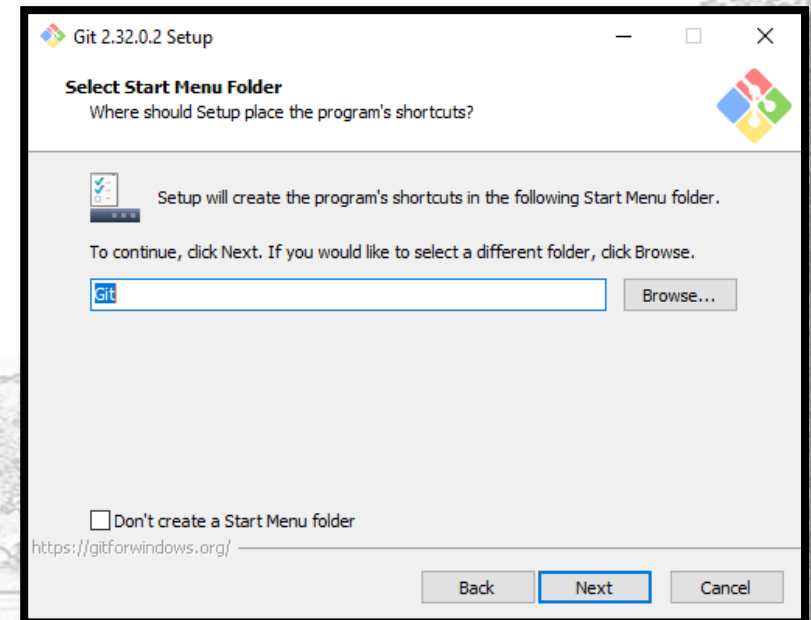 Git 2.32.0.2 Setup
Select Start Menu Folder
Where should Setup place the program's shortcuts?
Setup will create the program's shortcuts in the following Start Menu folder.
To continue, click Next. If you would like to select a different folder, click Browse.
Git
Browse...
Don't create a Start Menu folder
https://gitforwindows.org/
Back
Next
Cancel